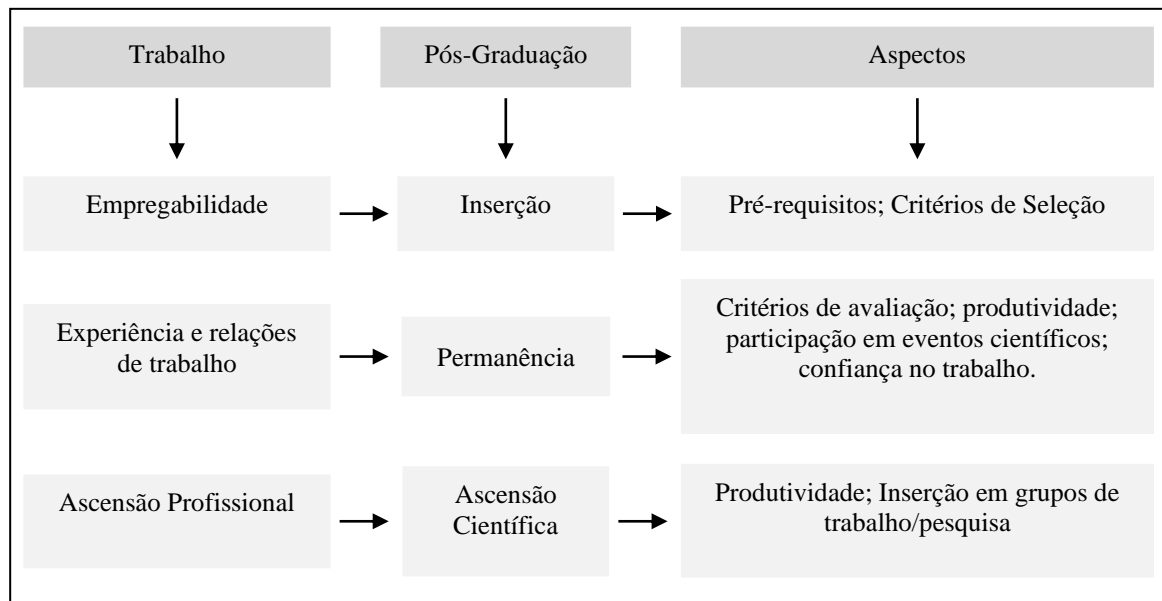 Trabalho
Pós-Graduação
Aspectos
Empregabilidade
Inserção
Pré-requisitos; Critérios de Seleção
Experiência e relações
de trabalho
Permanência
Critérios de avaliação; produtividade;
participação em eventos científicos;
confiança no trabalho.
Ascensão Profissional
Ascensão
Científica
Produtividade; Inserção em grupos de
trabalho/pesquisa